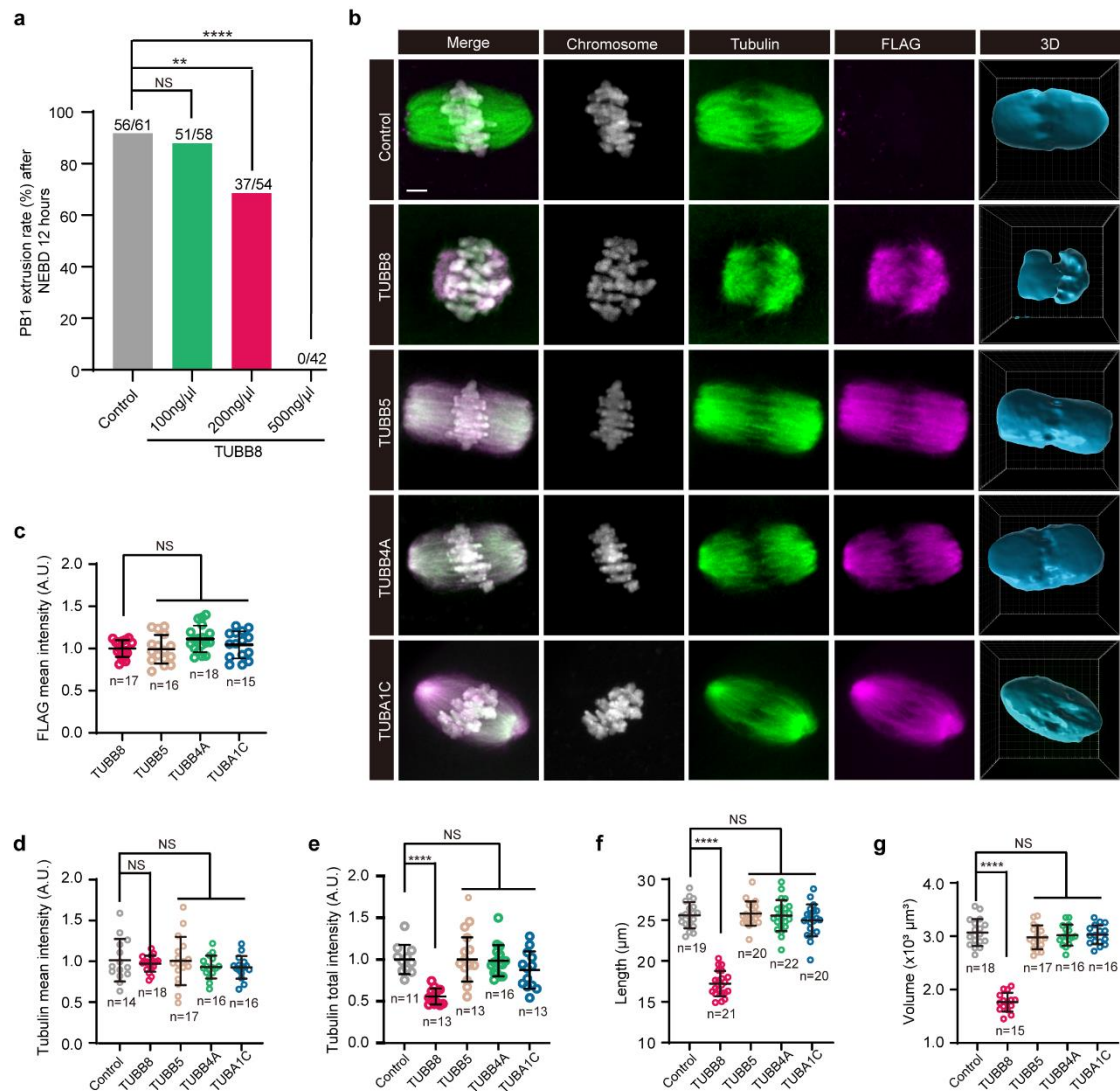 a
****
**
NS
100
80
60
40
20
0
PB1 extrusion rate (%) after
NEBD 12 hours
56/61
51/58
37/54
0/42
Control
100ng/μl
200ng/μl
500ng/μl
TUBB8
b
Merge
Chromosome
Tubulin
FLAG
3D
Control
TUBB8
TUBB5
TUBB4A
TUBA1C
c
NS
FLAG mean intensity (A.U.)
2.0
1.5
1.0
0.5
0.0
n=17
n=16
n=18
n=15
TUBB8
TUBB5
TUBB4A
TUBA1C
d
NS
NS
Tubulin mean intensity (A.U.)
2.0
1.5
1.0
0.5
0.0
n=14
n=18
n=17
n=16
n=16
Control
TUBB8
TUBB5
TUBB4A
TUBA1C
e
NS
****
Tubulin total intensity (A.U.)
2.0
1.5
1.0
0.5
0.0
n=11
n=13
n=13
n=16
n=13
Control
TUBB8
TUBB5
TUBB4A
TUBA1C
f
NS
****
Length (μm)
35
30
25
20
15
10
n=19
n=21
n=20
n=22
n=20
Control
TUBB8
TUBB5
TUBB4A
TUBA1C
g
NS
****
Volume (x10³ μm³)
4.0
3.0
2.0
1.0
n=18
n=15
n=17
n=16
n=16
Control
TUBB8
TUBB5
TUBB4A
TUBA1C